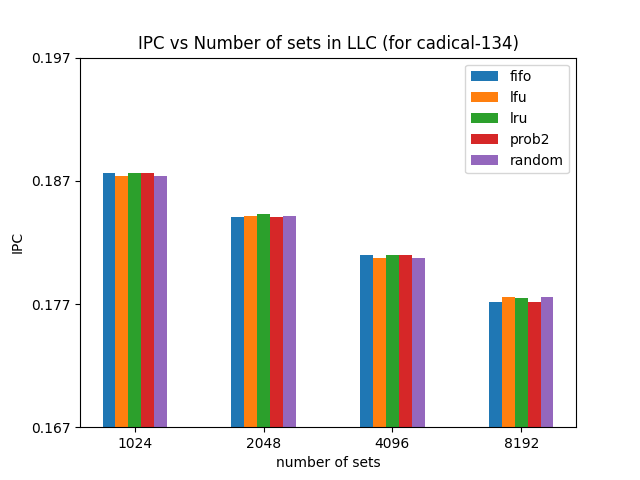 IPC vs Number of sets in LLC (for cadical-134)
0.197
0.187
0.177
0.167
IPC
fifo
lfu
lru
prob2
random
1024 2048 4096 8192
number of sets